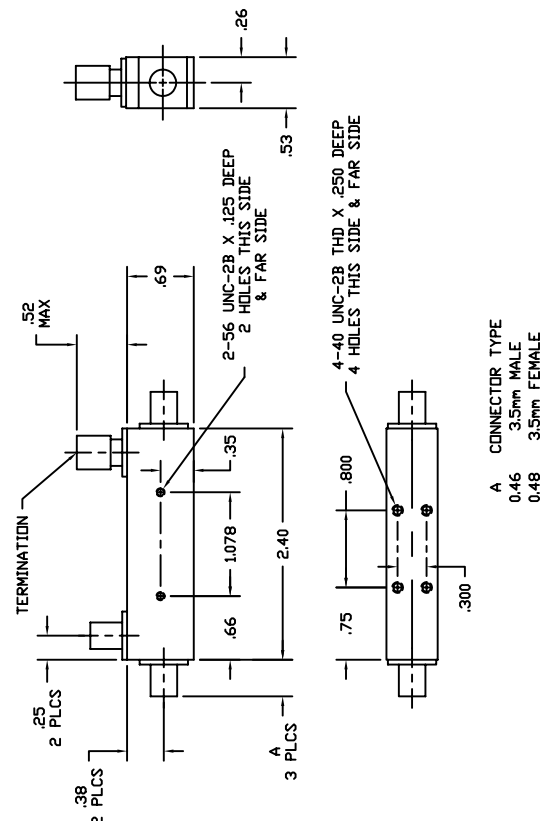 .26
.53
.52
MAX
.69
2-56 UNC-2B X .125 DEEP
2 HOLES THIS SIDE
& FAR SIDE
TERMINATION
.35
1.078
2.40
.66
.25
2 PLCS
.38
2 PLCS
A
3 PLCS
4-40 UNC-2B THD X .250 DEEP
4 HOLES THIS SIDE & FAR SIDE
.800
.75
.300
A CONNECTOR TYPE
0.46 3.5mm MALE
0.48 3.5mm FEMALE